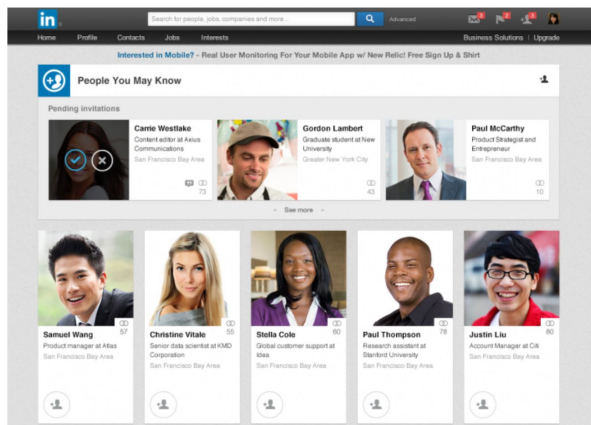 in
Search for people, jobs, companies and more...
Advanced
Home Profile Contacts Jobs Interests
Business Solutions | Upgrade
Interested in Mobile? - Real User Monitoring For Your Mobile App w/ New Relic! Free Sign Up & Shirt
People You May Know
Pending invitations
Carrie Westlake
Content editor at Axius
Communications
San Francisco Bay Area
73
Gordon Lambert
Graduate student at New
University
Greater New York City
43
Paul McCarthy
Product Strategist and
Entrepreneur
San Francisco Bay Area
10
See more
Samuel Wang
57
Product manager at Atlas
San Francisco Bay Area
Christine Vitale
55
Senior data scientist at KMD
Corporation
San Francisco Bay Area
Stella Cole
60
Global customer support at
Idea
San Francisco Bay Area
Paul Thompson
78
Research assistant at
Stanford University
San Francisco Bay Area
Justin Liu
80
Account Manager at Citi
San Francisco Bay Area